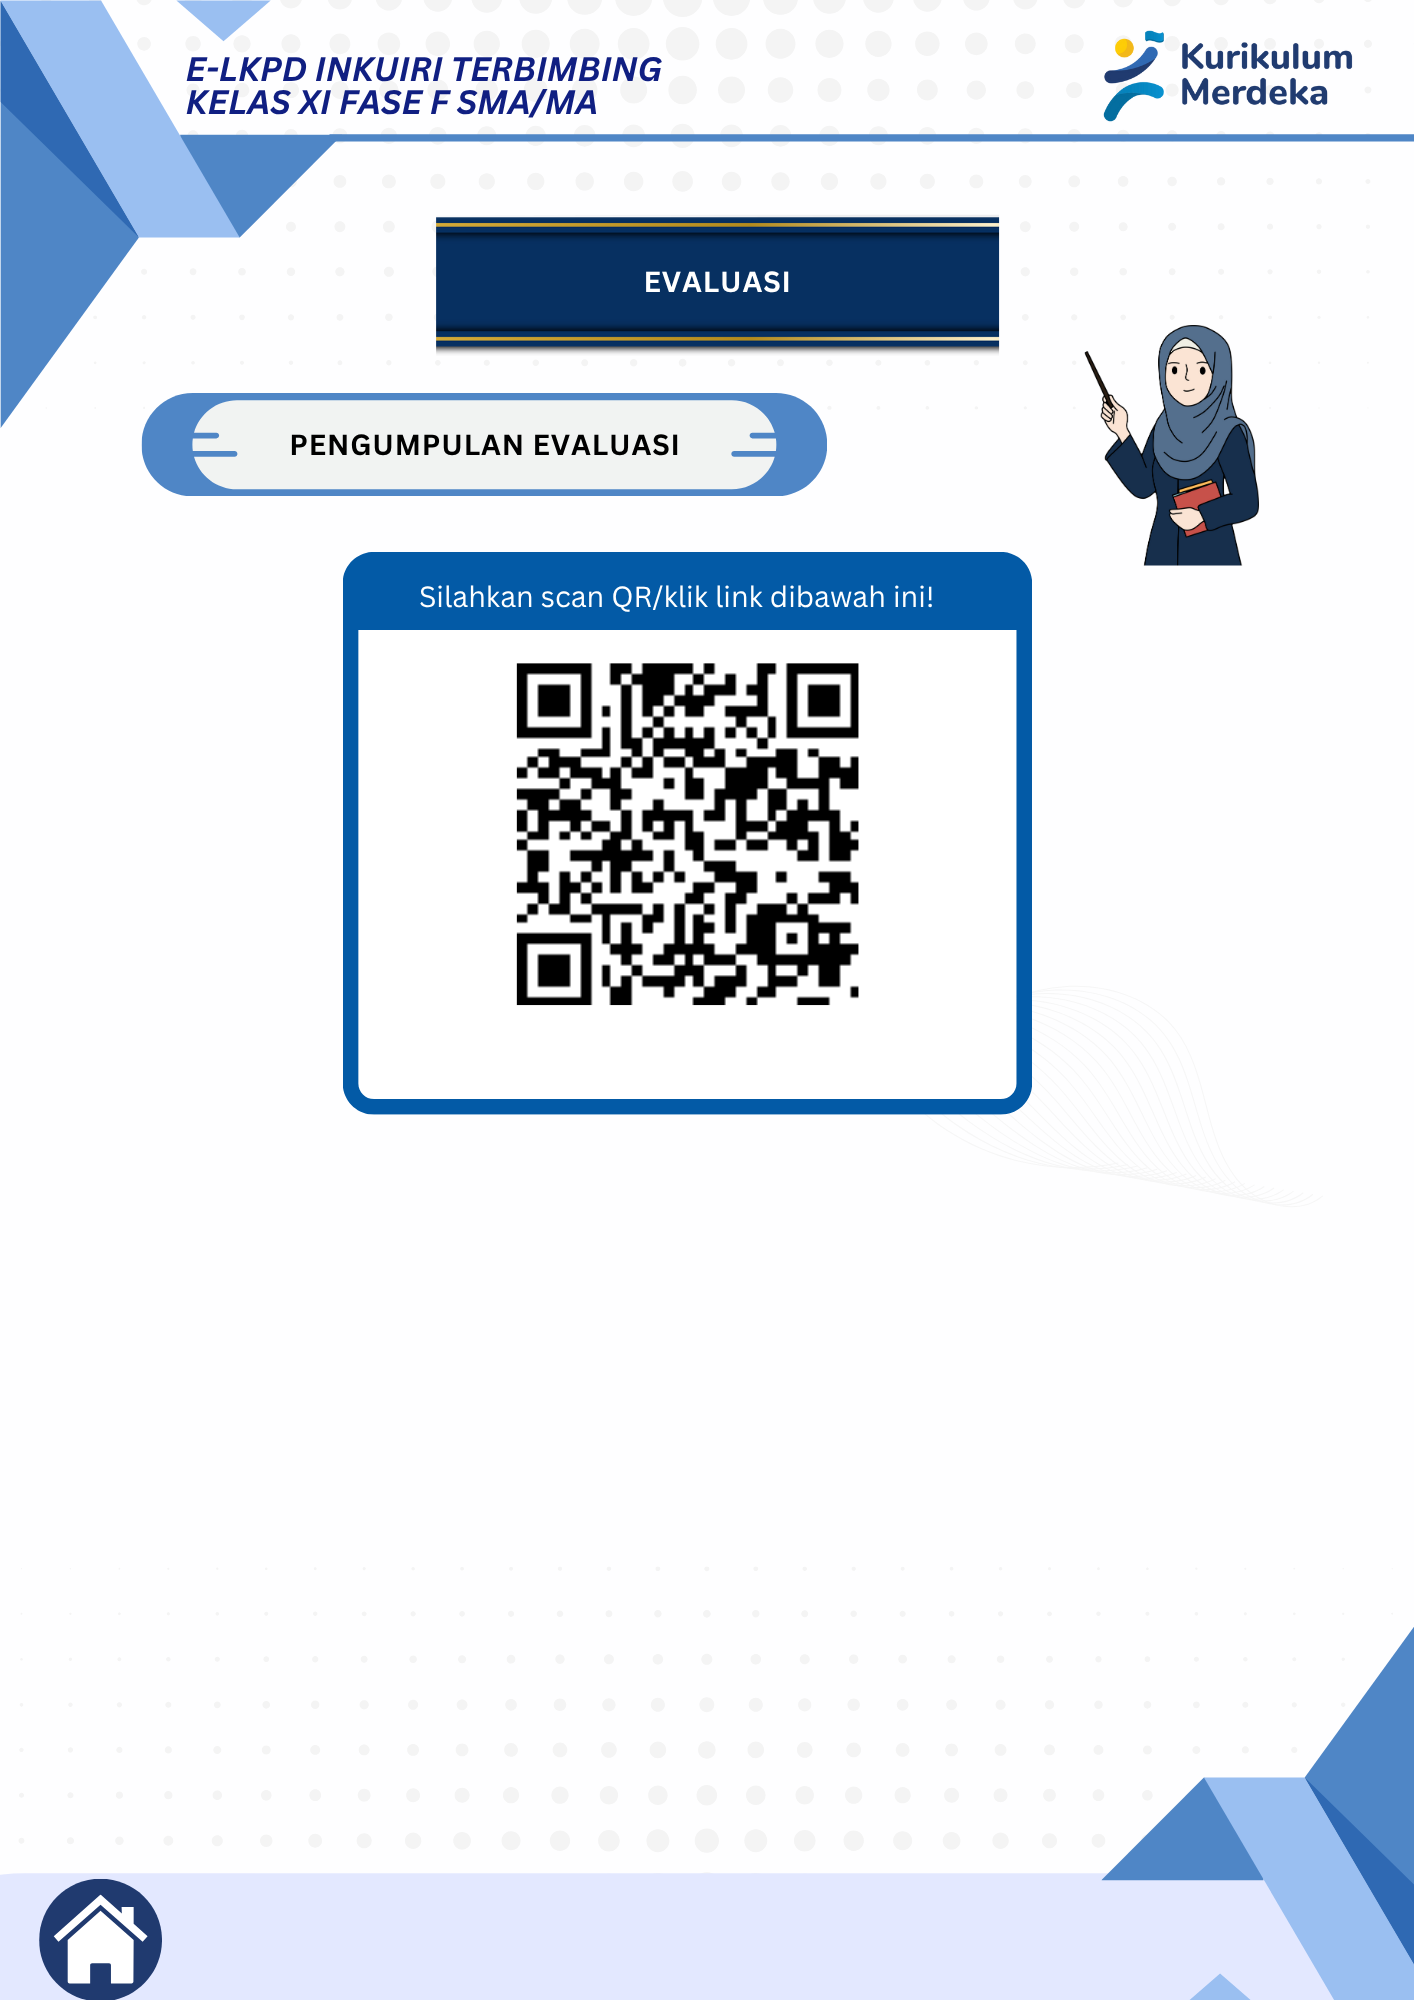 E-LKPD INKUIRI TERBIMBING
KELAS XI FASE F SMA/MA
Kurikulum
Merdeka
EVALUASI
PENGUMPULAN EVALUASI
Silahkan scan QR/klik link dibawah ini!